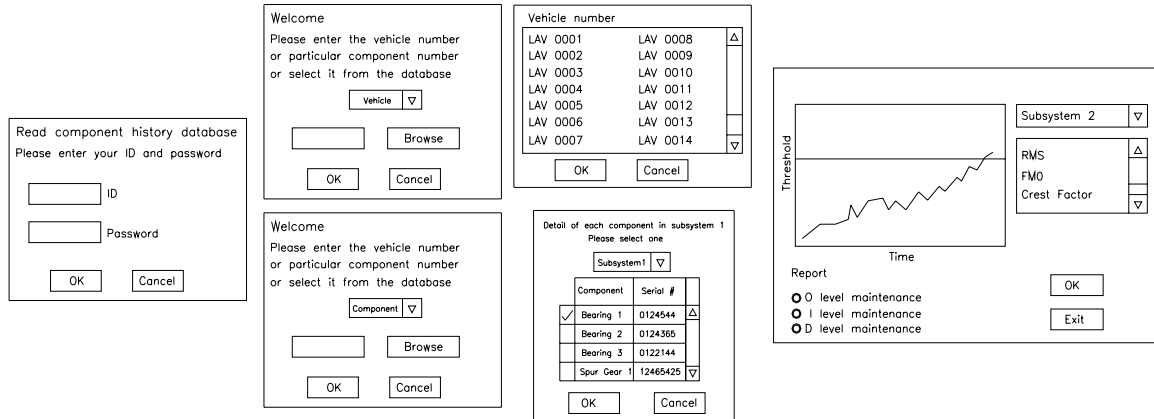 Read component history database
Please enter your ID and password
ID
Password
OK Cancel
Welcome
Please enter the vehicle number
or particular component number
or select it from the database
Vehicle
Browse
OK Cancel
Welcome
Please enter the vehicle number
or particular component number
or select it from the database
Component
Browse
OK Cancel
Vehicle number
LAV 0001 LAV 0008
LAV 0002 LAV 0009
LAV 0003 LAV 0010
LAV 0004 LAV 0011
LAV 0005 LAV 0012
LAV 0006 LAV 0013
LAV 0007 LAV 0014
OK Cancel
Detail of each component in subsystem 1
Please select one
Subsystem1
Component Serial #
Bearing 1 0124544
Bearing 2 0124365
Bearing 3 0122144
Spur Gear 1 12465425
OK Cancel
Threshold
Time
Subsystem 2
RMS
FM0
Crest Factor
Report
O level maintenance
I level maintenance
D level maintenance
OK
Exit